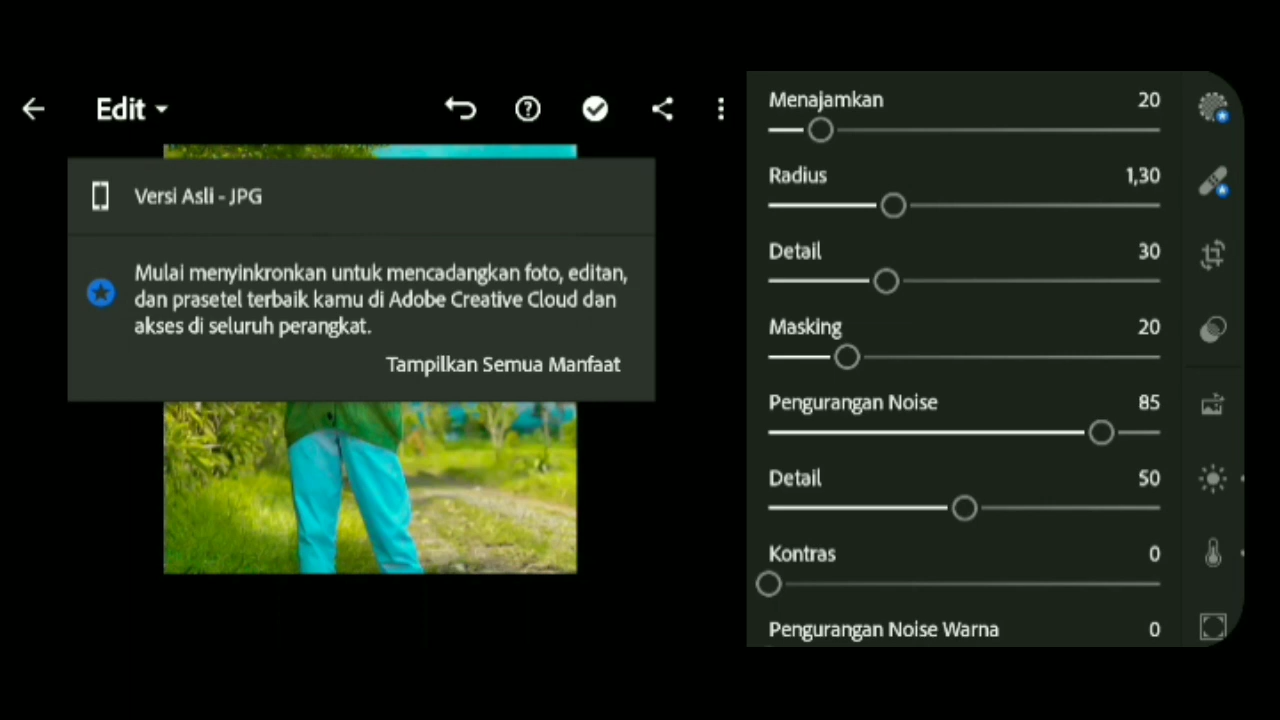 Edit
Versi Asli - JPG
Mulai menyinkronkan untuk mencadangkan foto, editan,
dan prasetel terbaik kamu di Adobe Creative Cloud dan
akses di seluruh perangkat.
Tampilkan Semua Manfaat
Menajamkan 20
Radius 1,30
Detail 30
Masking 20
Pengurangan Noise 85
Detail 50
Kontras 0
Pengurangan Noise Warna 0